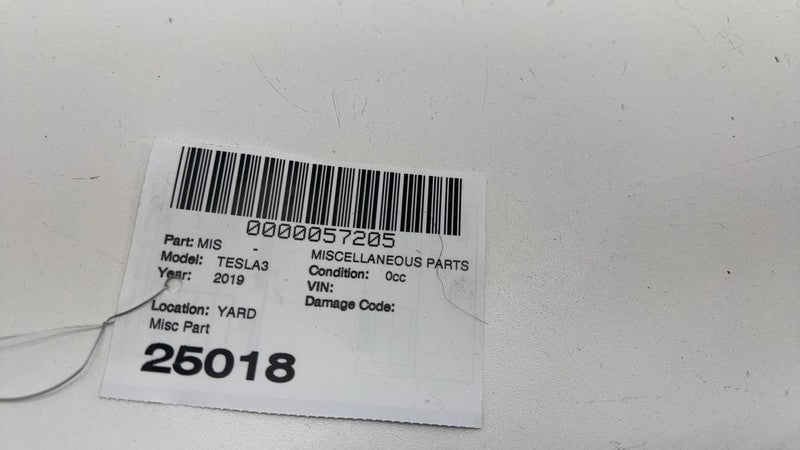 0000057205
Part: MIS - MISCELLANEOUS PARTS
Model: TESLA3 Condition: 0cc
Year: 2019 VIN:
Damage Code:
Location: YARD
Misc Part
25018